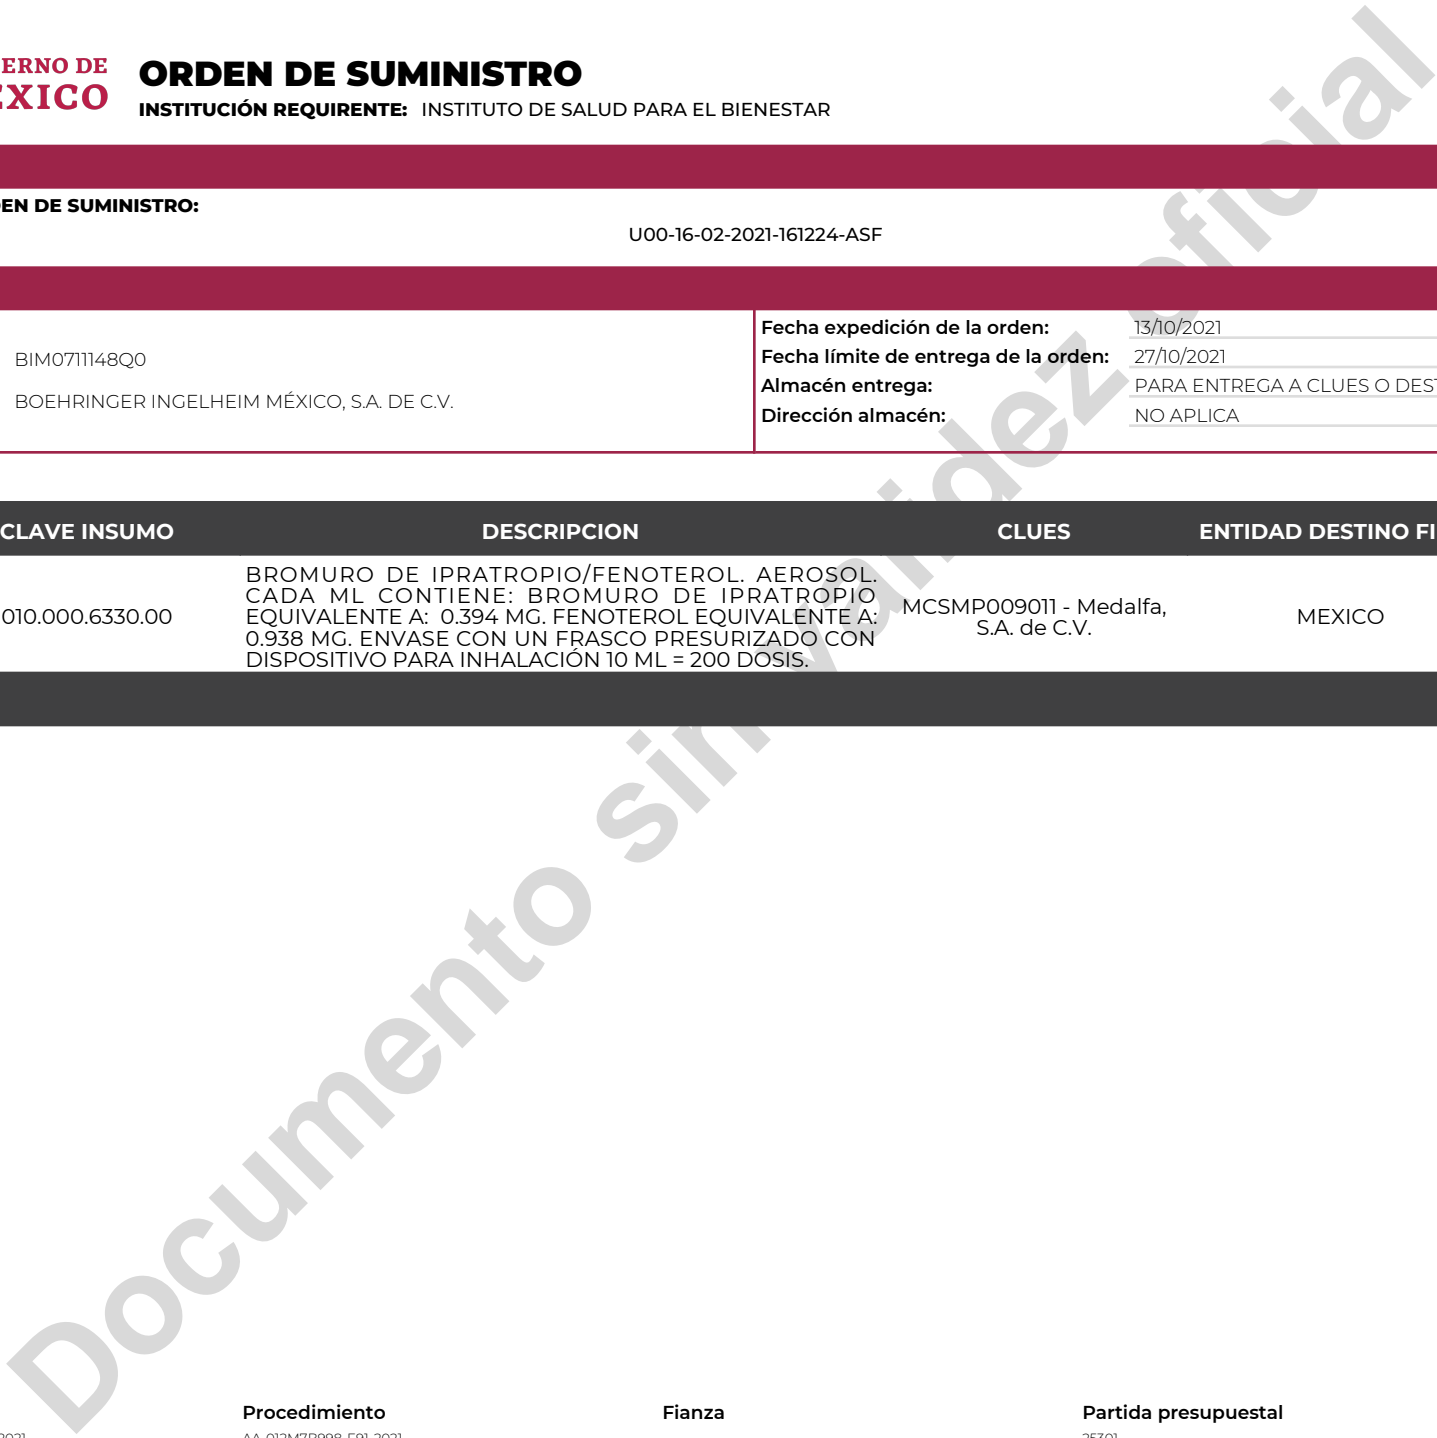 ERNO DE
ORDEN DE SUMINISTRO
INSTITUCIÓN REQUIRENTE: INSTITUTO DE SALUD PARA EL BIENESTAR
EN DE SUMINISTRO:
U00-16-02-2021-161224-ASF
BIM0711148Q0
BOEHRINGER INGELHEIM MÉXICO, S.A. DE C.V.
Fecha expedición de la orden: 13/10/2021
Fecha límite de entrega de la orden: 27/10/2021
Almacén entrega: PARA ENTREGA A CLUES O DES
Dirección almacén: NO APLICA
CLAVE INSUMO DESCRIPCION CLUES ENTIDAD DESTINO FI
010.000.6330.00
BROMURO DE IPRATROPIO/FENOTEROL. AEROSOL.
CADA ML CONTIENE: BROMURO DE IPRATROPIO
EQUIVALENTE A: 0.394 MG. FENOTEROL EQUIVALENTE A:
0.938 MG. ENVASE CON UN FRASCO PRESURIZADO CON
DISPOSITIVO PARA INHALACIÓN 10 ML = 200 DOSIS.
MCSMP009011 - Medalfa,
S.A. de C.V.
MEXICO
Documento sin validez oficial
Procedimiento Fianza Partida presupuestal